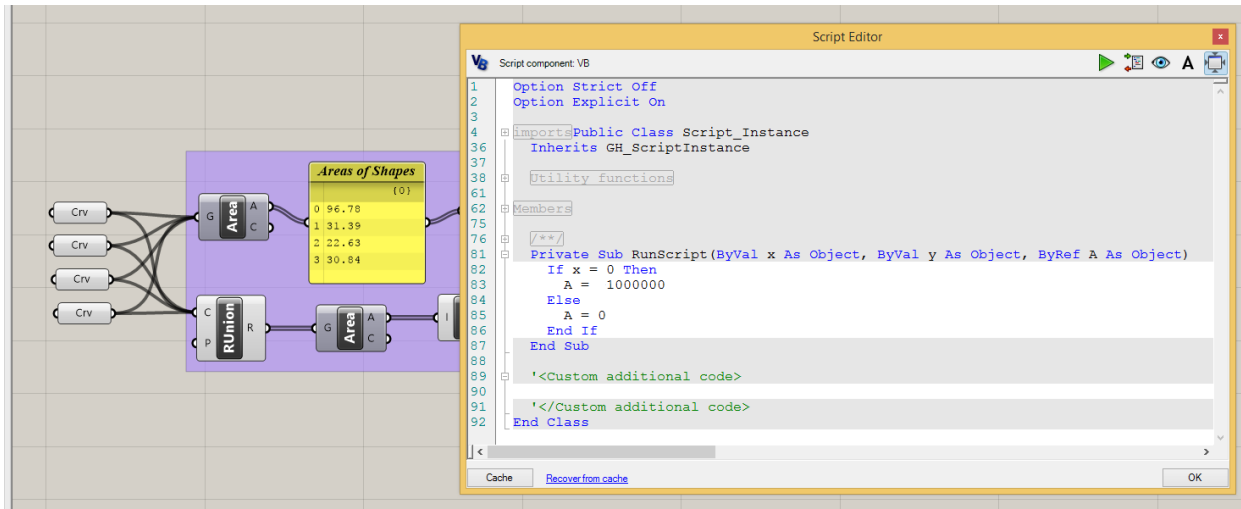 Script Editor
x
VB Script component: VB
A
1 Option Strict Off
2 Option Explicit On
3
4 imports Public Class Script_Instance
36 Inherits GH_ScriptInstance
37
38 Utility functions
61
62 Members
75
76 /**/
81 Private Sub RunScript(ByVal x As Object, ByVal y As Object, ByRef A As Object)
82 If x = 0 Then
83 A =  1000000
84 Else
85 A = 0
86 End If
87 End Sub
88
89 '<Custom additional code>
90
91 '</Custom additional code>
92 End Class
Cache Recover from cache OK
Areas of Shapes
{0}
0 96.78
1 31.39
2 22.63
3 30.84
Crv
Crv
Crv
Crv
G Area A C
C P RUnion R
G Area A C
I